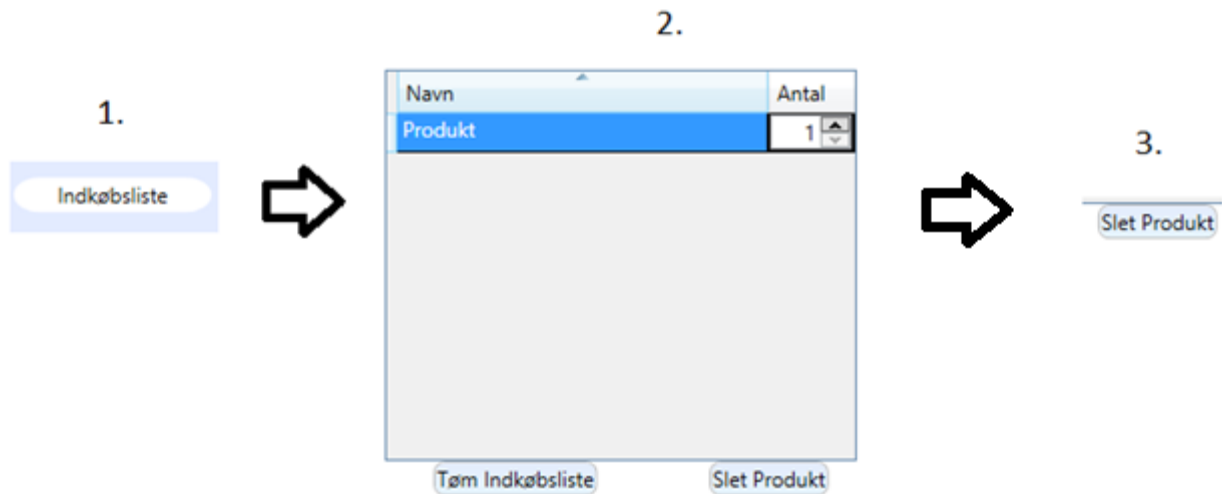 1.
Indkøbsliste
2.
Navn Antal
Produkt 1
Tøm Indkøbsliste Slet Produkt
3.
Slet Produkt